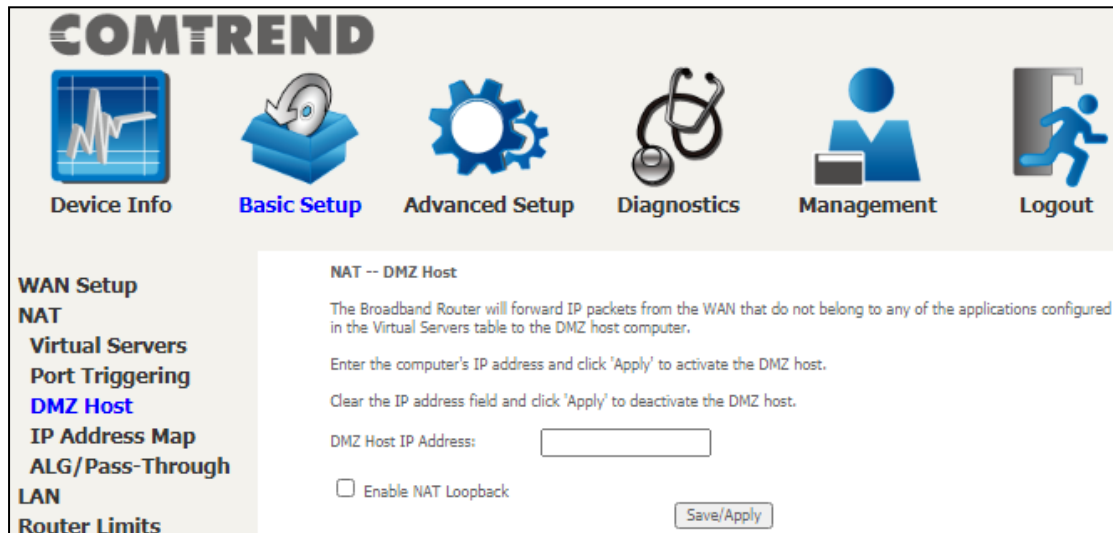 COMTREND
Device Info
Basic Setup
Advanced Setup
Diagnostics
Management
Logout
WAN Setup
NAT
Virtual Servers
Port Triggering
DMZ Host
IP Address Map
ALG/Pass-Through
LAN
Router Limits
NAT -- DMZ Host
The Broadband Router will forward IP packets from the WAN that do not belong to any of the applications configured
in the Virtual Servers table to the DMZ host computer.
Enter the computer's IP address and click 'Apply' to activate the DMZ host.
Clear the IP address field and click 'Apply' to deactivate the DMZ host.
DMZ Host IP Address:
Enable NAT Loopback
Save/Apply